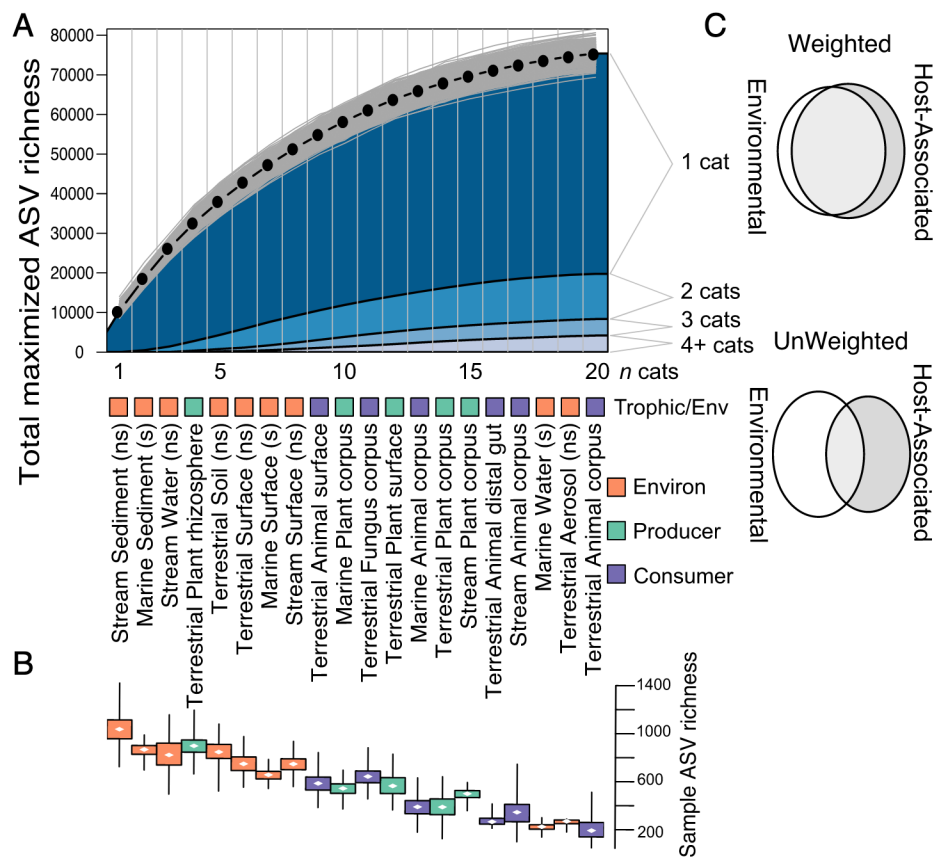 A
Total maximized ASV richness
80000
70000
60000
50000
40000
30000
20000
10000
0
1 5 10 15 20 n cats
1 cat
2 cats
3 cats
4+ cats
Trophic/Env
Stream Sediment (ns)
Marine Sediment (s)
Stream Water (ns)
Terrestrial Plant rhizosphere
Terrestrial Soil (ns)
Terrestrial Surface (ns)
Marine Surface (s)
Stream Surface (ns)
Terrestrial Animal surface
Marine Plant corpus
Terrestrial Fungus corpus
Terrestrial Plant surface
Marine Animal corpus
Terrestrial Plant corpus
Stream Plant corpus
Terrestrial Animal distal gut
Stream Animal corpus
Marine Water (s)
Terrestrial Aerosol (ns)
Terrestrial Animal corpus
Environ
Producer
Consumer
B
1400
1000
600
200
Sample ASV richness
C
Weighted
Environmental
Host-Associated
UnWeighted
Environmental
Host-Associated